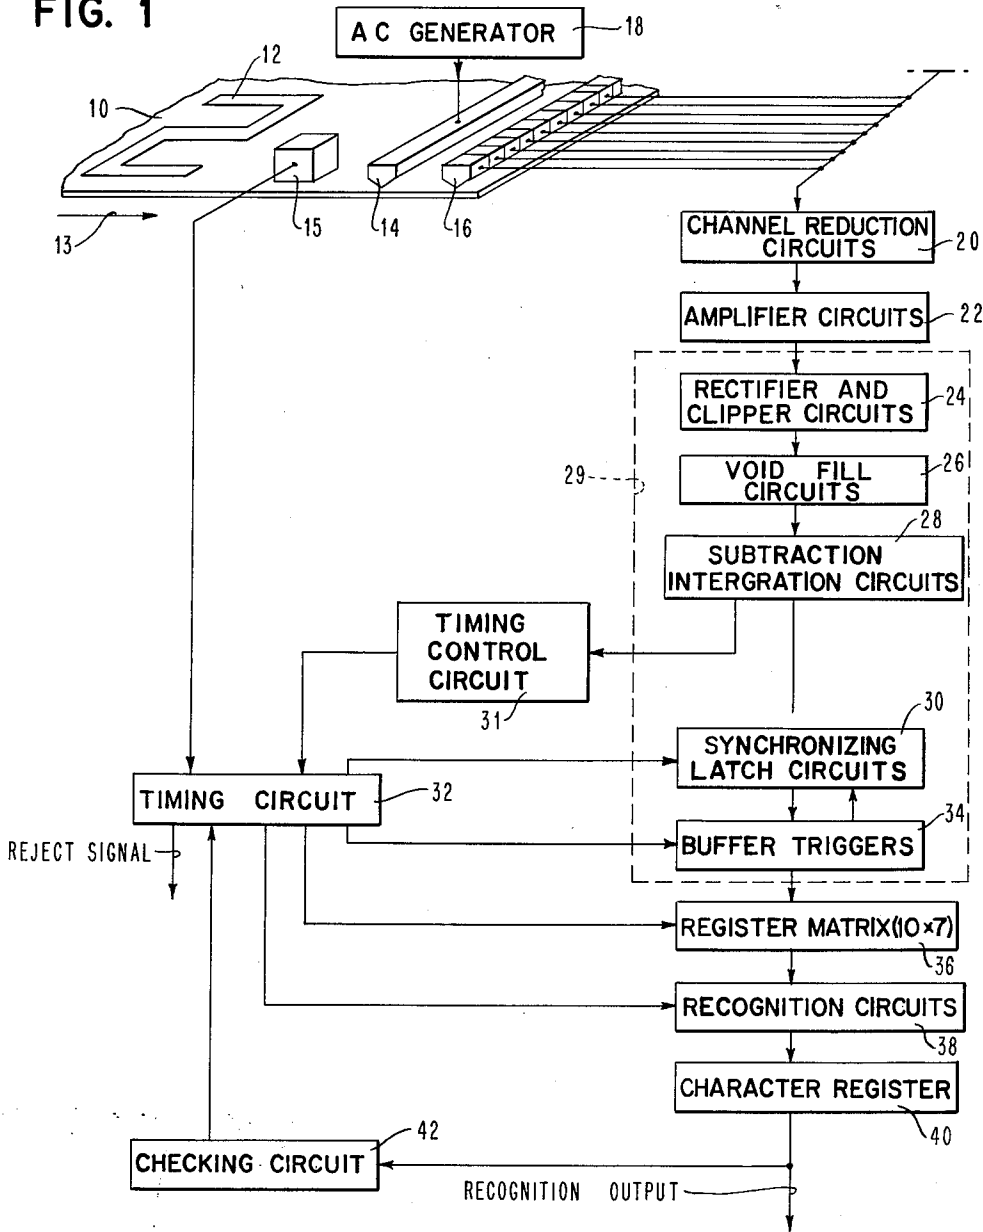 FIG. 1
AC GENERATOR
18
12
10
15
14
16
13
CHANNEL REDUCTION
CIRCUITS
20
AMPLIFIER CIRCUITS
22
RECTIFIER AND
CLIPPER CIRCUITS
24
VOID FILL
CIRCUITS
26
29
28
SUBTRACTION
INTERGRATION CIRCUITS
TIMING
CONTROL
CIRCUIT
31
30
SYNCHRONIZING
LATCH CIRCUITS
TIMING CIRCUIT
32
34
BUFFER TRIGGERS
REJECT SIGNAL
REGISTER MATRIX(10x7)
36
RECOGNITION CIRCUITS
38
CHARACTER REGISTER
40
42
CHECKING CIRCUIT
RECOGNITION OUTPUT